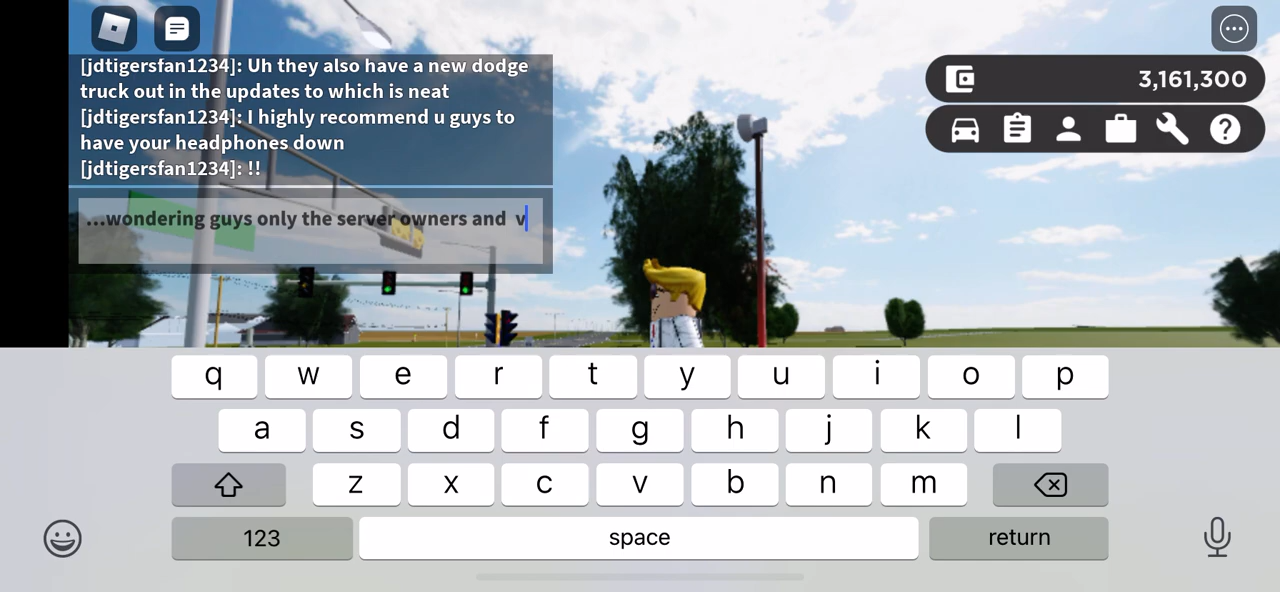 [jdtigersfan1234]: Uh they also have a new dodge
truck out in the updates to which is neat
[jdtigersfan1234]: I highly recommend u guys to
have your headphones down
[jdtigersfan1234]: !!
...wondering guys only the server owners and  v
3,161,300
q w e r t y u i o p
a s d f g h j k l
z x c v b n m
123 space return